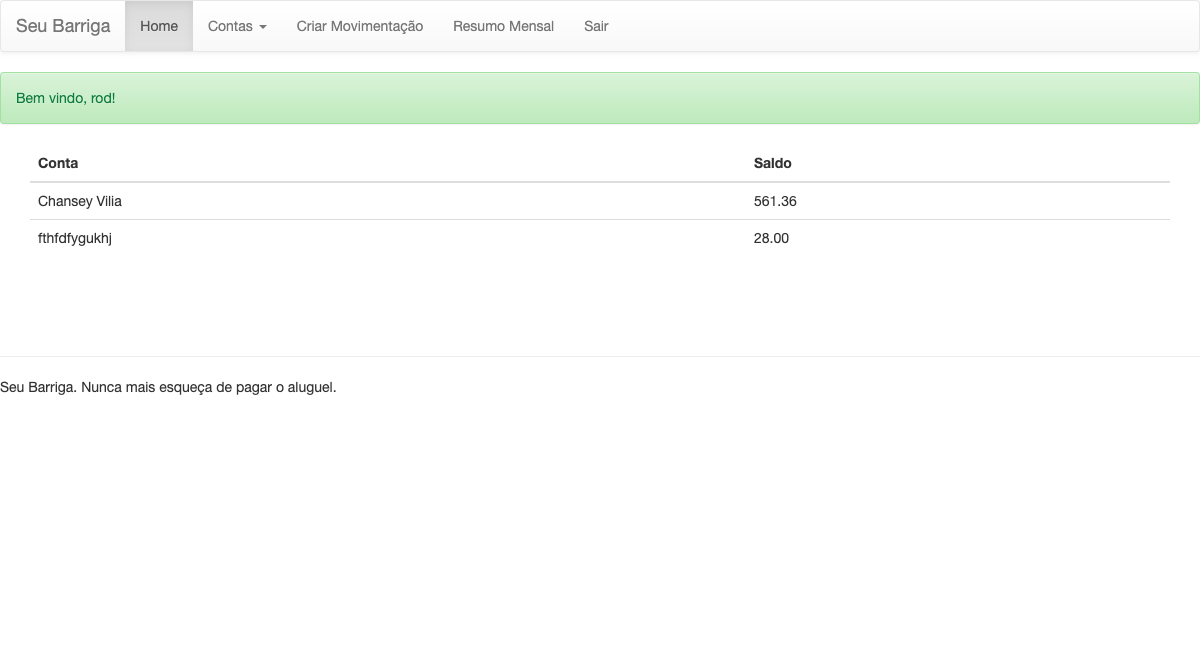 Seu Barriga Home Contas Criar Movimentação Resumo Mensal Sair
Bem vindo, rod!
Conta Saldo
Chansey Vilia 561.36
fthfdfygukhj 28.00
Seu Barriga. Nunca mais esqueça de pagar o aluguel.